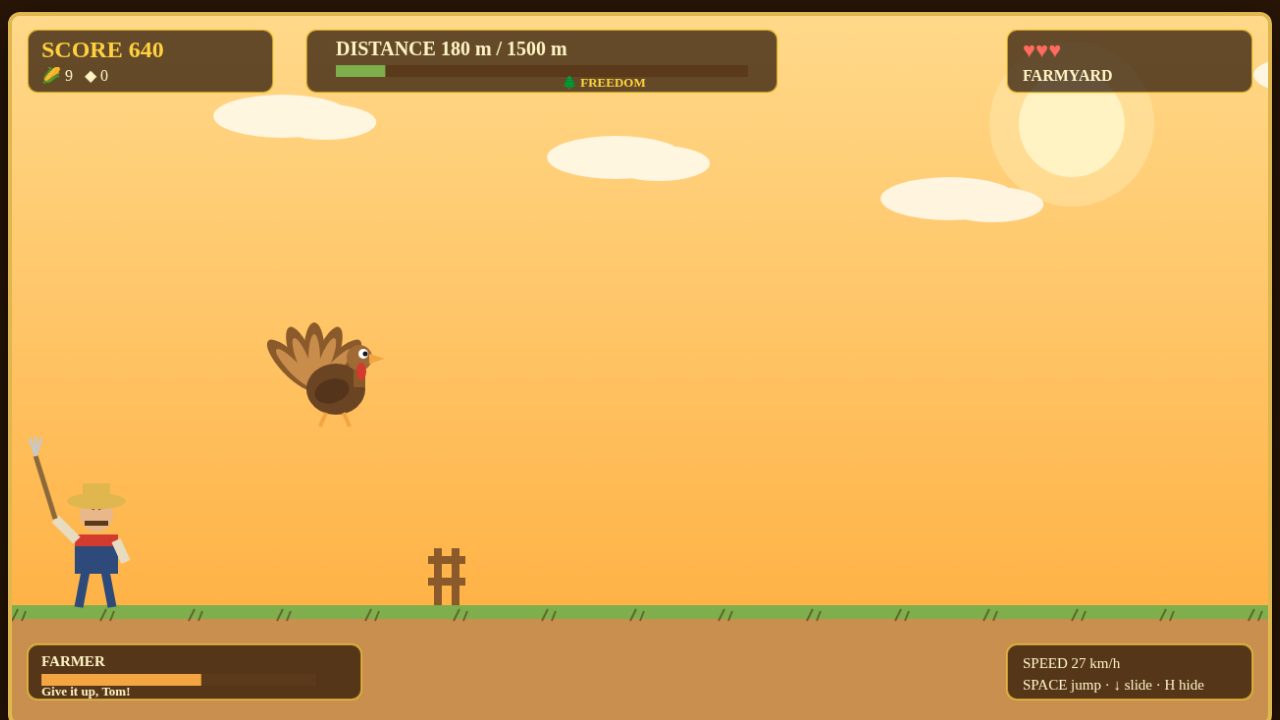 SCORE 640
🌽 9 ◆ 0
DISTANCE 180 m / 1500 m
🌲 FREEDOM
♥♥♥
FARMYARD
FARMER
Give it up, Tom!
SPEED 27 km/h
SPACE jump · ↓ slide · H hide